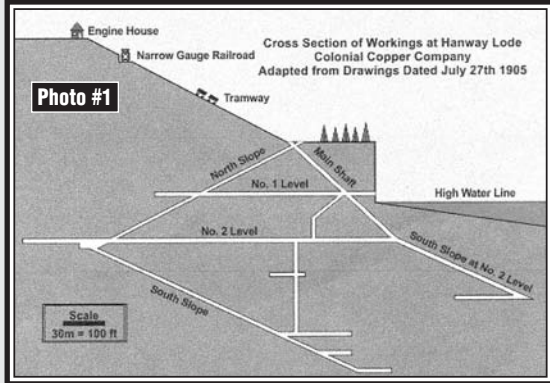 Engine House
Narrow Gauge Railroad
Cross Section of Workings at Hanway Lode
Colonial Copper Company
Adapted from Drawings Dated July 27th 1905
Photo #1
Tramway
North Slope
Main Shaft
No. 1 Level
High Water Line
No. 2 Level
South Slope at No. 2 Level
South Slope
Scale
30m = 100 ft